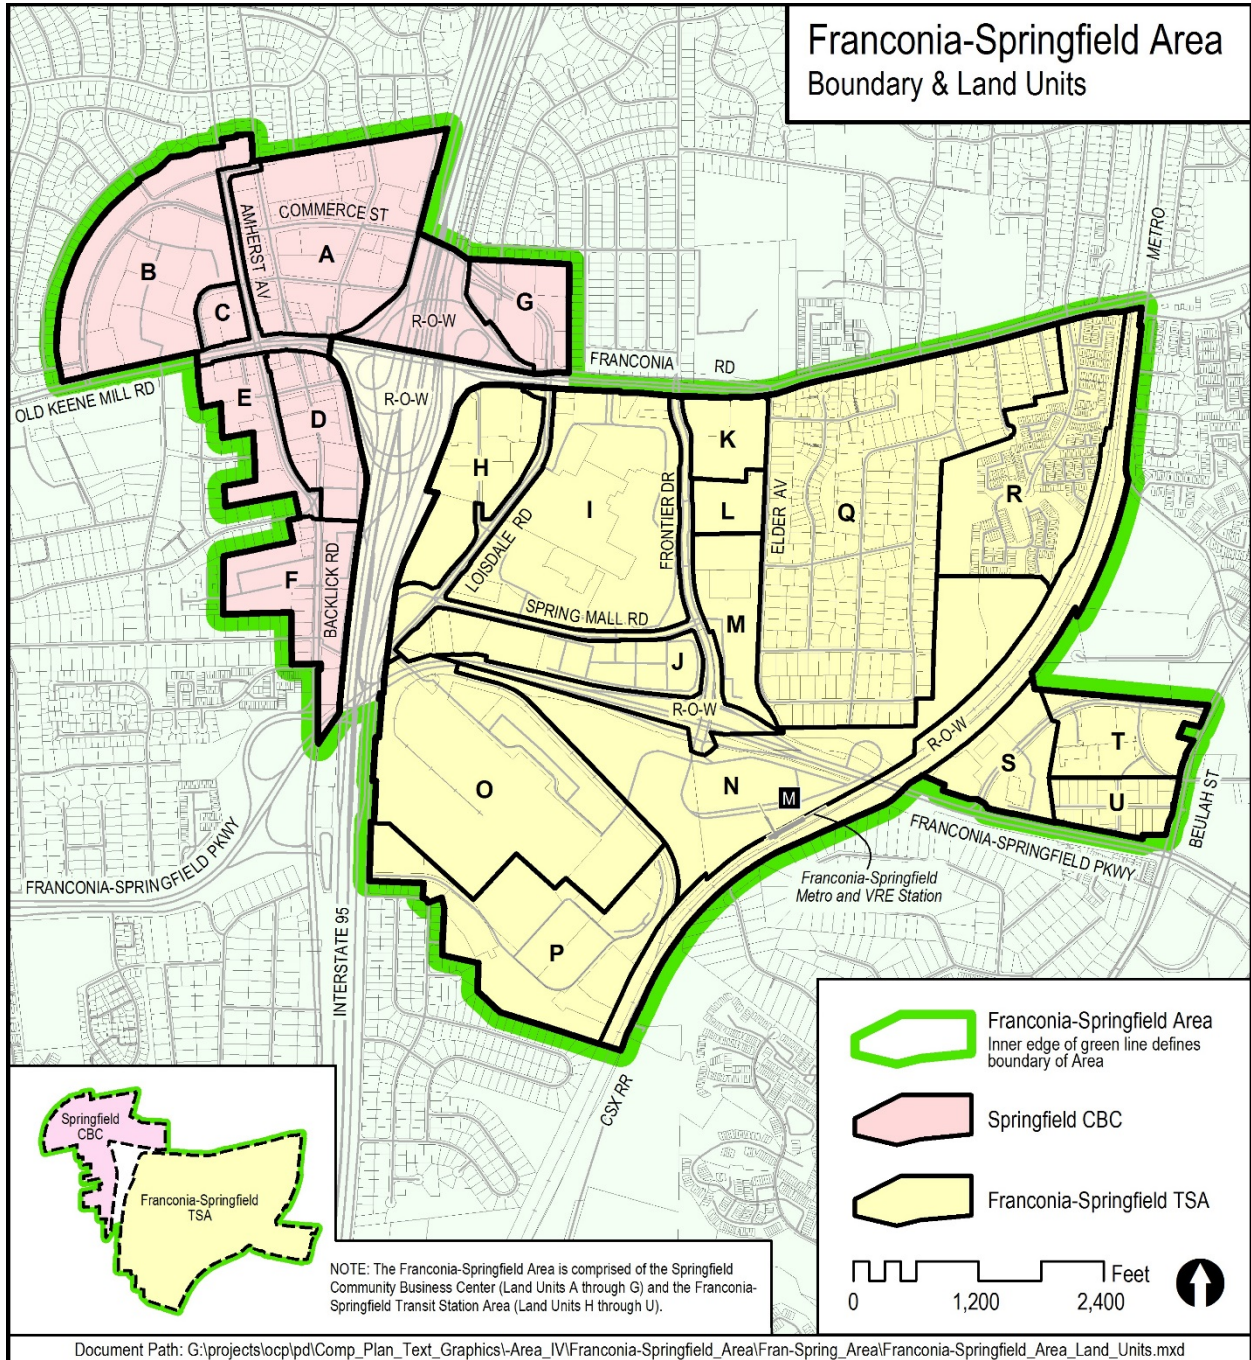 Franconia-Springfield Area
Boundary & Land Units
METRO
COMMERCE ST
AMHERST AV
A
B
C
G
R-O-W
FRANCONIA RD
OLD KEENE MILL RD
R-O-W
E
D
K
H
I
FRONTIER DR
L
ELDER AV
Q
R
LOISDALE RD
BACKLICK RD
F
SPRING MALL RD
M
J
R-O-W
R-O-W
T
S
O
N
M
U
BEULAH ST
FRANCONIA-SPRINGFIELD PKWY
FRANCONIA-SPRINGFIELD PKWY
Franconia-Springfield
Metro and VRE Station
INTERSTATE 95
P
CSX RR
Franconia-Springfield Area
Inner edge of green line defines
boundary of Area
Springfield CBC
Franconia-Springfield TSA
Feet
0 1,200 2,400
Springfield
CBC
Franconia-Springfield
TSA
NOTE: The Franconia-Springfield Area is comprised of the Springfield
Community Business Center (Land Units A through G) and the Franconia-
Springfield Transit Station Area (Land Units H through U).
Document Path: G:\projects\ocp\pd\Comp_Plan_Text_Graphics\-Area_IV\Franconia-Springfield_Area\Fran-Spring_Area\Franconia-Springfield_Area_Land_Units.mxd